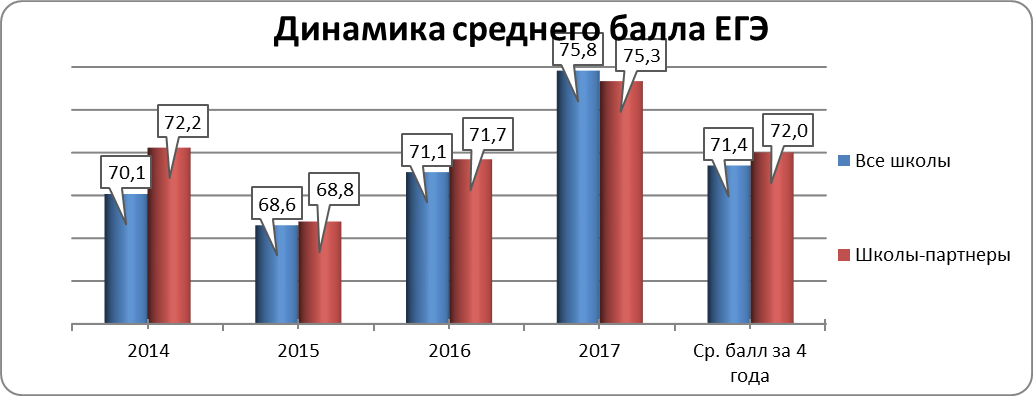 Динамика среднего балла ЕГЭ
75,8
75,3
72,2
70,1
68,6
68,8
71,1
71,7
71,4
72,0
Все школы
Школы-партнеры
2014
2015
2016
2017
Ср. балл за 4
года